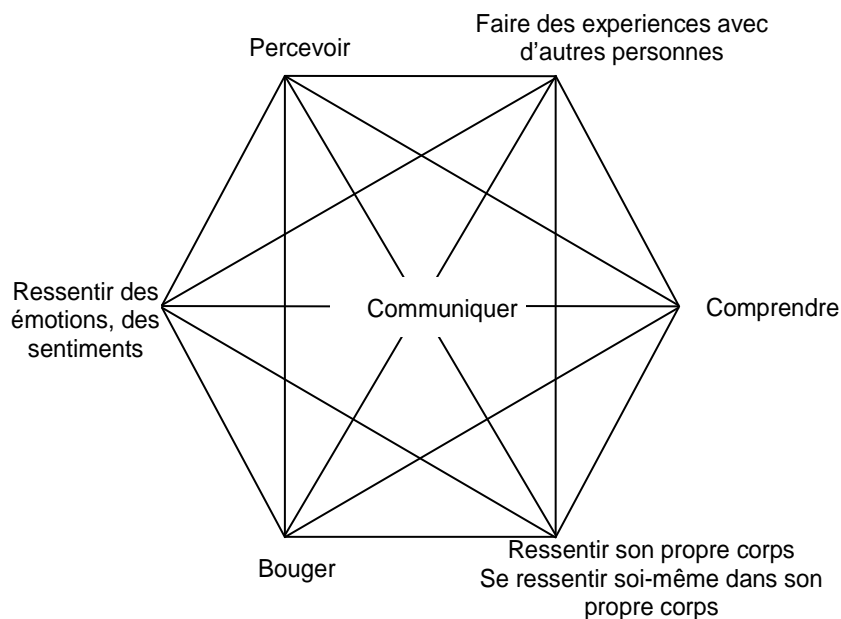 Percevoir
Faire des experiences avec
d'autres personnes
Ressentir des
émotions, des
sentiments
Communiquer
Comprendre
Bouger
Ressentir son propre corps
Se ressentir soi-même dans son
propre corps